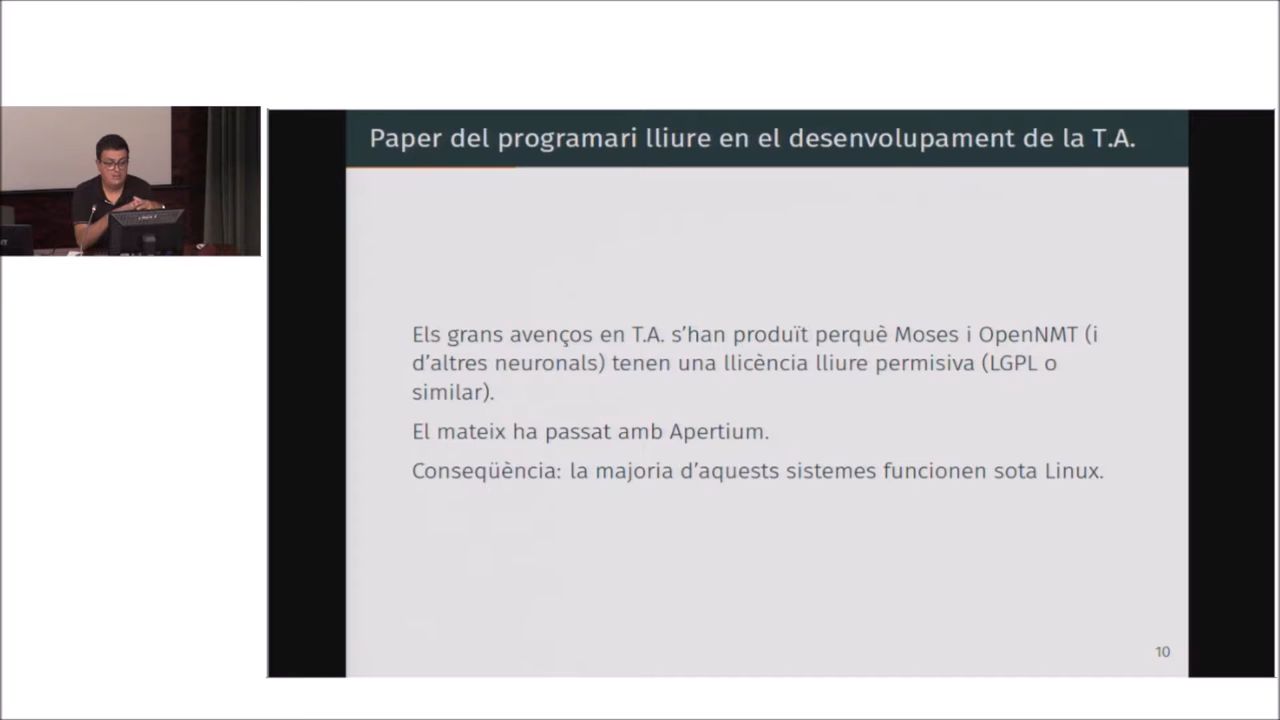 Paper del programari lliure en el desenvolupament de la T.A.
Els grans avenços en T.A. s'han produït perquè Moses i OpenNMT (i
d'altres neuronals) tenen una llicència lliure permisiva (LGPL o
similar).
El mateix ha passat amb Apertium.
Conseqüència: la majoria d'aquests sistemes funcionen sota Linux.
10